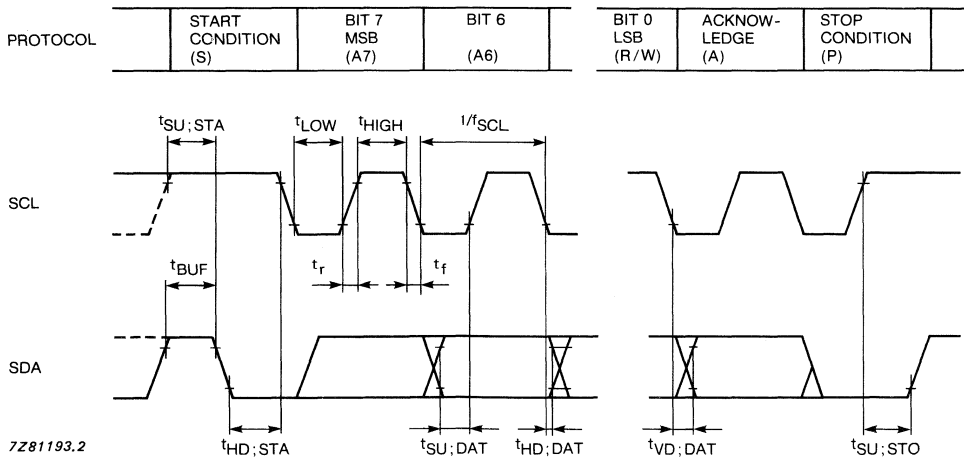 PROTOCOL
START
CONDITION
(S)
BIT 7
MSB
(A7)
BIT 6
(A6)
BIT 0
LSB
(R/W)
ACKNOW-
LEDGE
(A)
STOP
CONDITION
(P)
tSU;STA
tLOW
tHIGH
1/fSCL
SCL
tBUF
tr
tf
SDA
tHD;STA
tSU;DAT
tHD;DAT
tVD;DAT
tSU;STO
7Z81193.2